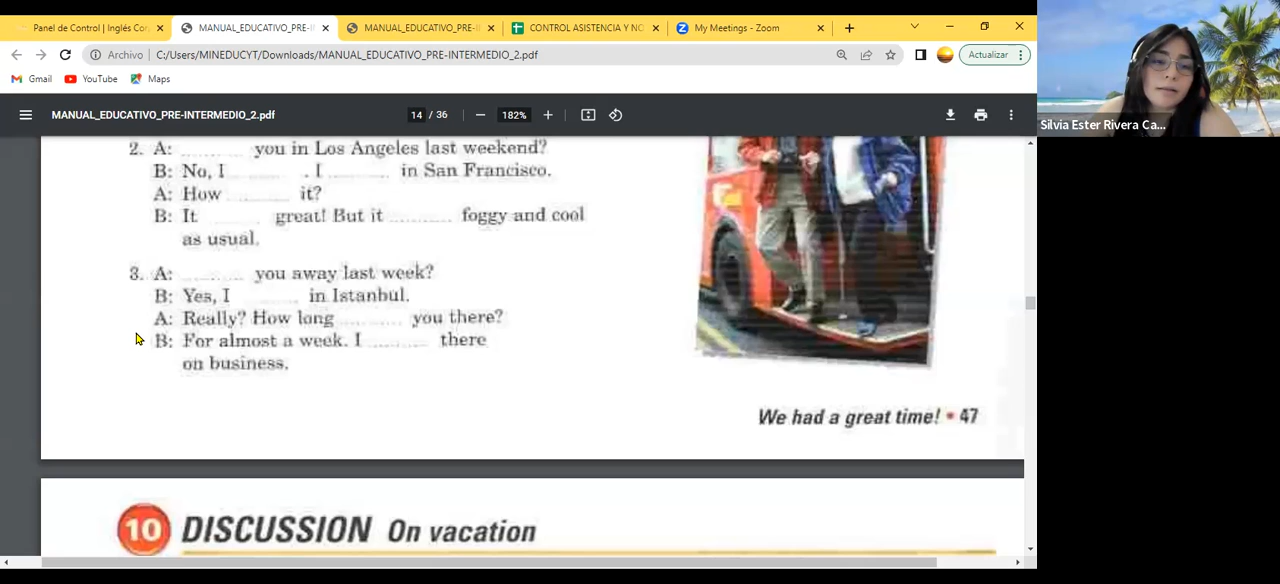 Panel de Control | Inglés Cor
MANUAL_EDUCATIVO_PRE-I
MANUAL_EDUCATIVO_PRE-I
CONTROL ASISTENCIA Y NO
My Meetings - Zoom
Archivo
C:/Users/MINEDUCYT/Downloads/MANUAL_EDUCATIVO_PRE-INTERMEDIO_2.pdf
Actualizar
Gmail
YouTube
Maps
MANUAL_EDUCATIVO_PRE-INTERMEDIO_2.pdf
14 / 36
182%
2. A: ......... you in Los Angeles last weekend?
B: No, I ......... . I ......... in San Francisco.
A: How ......... it?
B: It ......... great! But it ......... foggy and cool
as usual.
3. A: ......... you away last week?
B: Yes, I ......... in Istanbul.
A: Really? How long ......... you there?
B: For almost a week. I ......... there
on business.
We had a great time! • 47
10 DISCUSSION On vacation
Silvia Ester Rivera Ca...